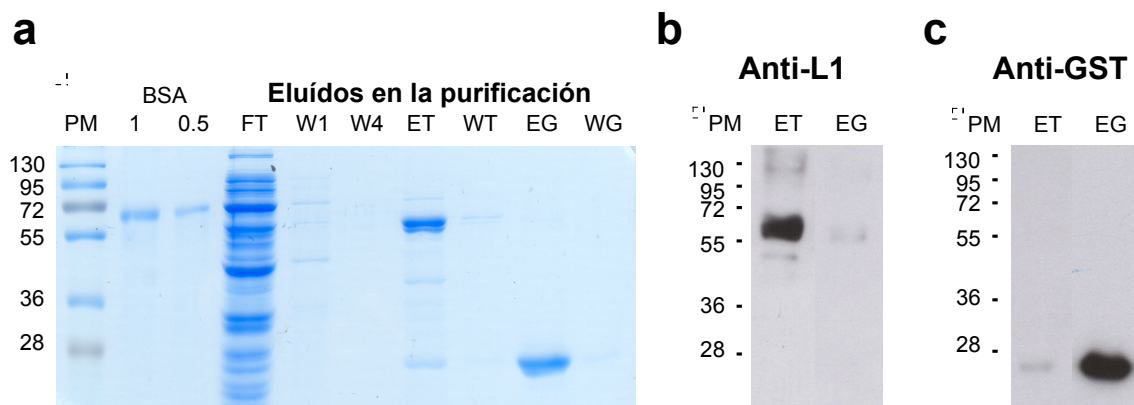 a
BSA
Eluídos en la purificación
PM 1 0.5 FT W1 W4 ET WT EG WG
130
95
72
55
36
28
b
Anti-L1
PM ET EG
130 -
95 -
72 -
55 -
36 -
28 -
c
Anti-GST
PM ET EG
130 -
95 -
72 -
55 -
36 -
28 -